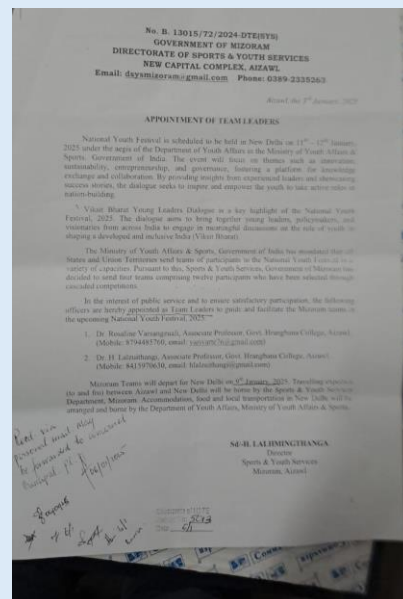 No. B. 13015/72/2024-DTE(SYS)
GOVERNMENT OF MIZORAM
DIRECTORATE OF SPORTS & YOUTH SERVICES
NEW CAPITAL COMPLEX, AIZAWL
Email: dsysmizoram@gmail.com Phone: 0389-2335263
Aizawl, the 3rd January, 2025
APPOINTMENT OF TEAM LEADERS
National Youth Festival is scheduled to be held in New Delhi on 11th – 12th January,
2025 under the aegis of the Department of Youth Affairs in the Ministry of Youth Affairs &
Sports, Government of India. The event will focus on themes such as innovation,
sustainability, entrepreneurship, and governance, fostering a platform for knowledge
exchange and collaboration. By providing insights from experienced leaders and showcasing
success stories, the dialogue seeks to inspire and empower the youth to take active roles in
nation-building.
Viksit Bharat Young Leaders Dialogue is a key highlight of the National Youth
Festival, 2025. The dialogue aims to bring together young leaders, policymakers, and
visionaries from across India to engage in meaningful discussions on the role of youth in
shaping a developed and inclusive India (Viksit Bharat)
The Ministry of Youth Affairs & Sports, Government of India has mandated that all
States and Union Territories send teams of participants to the National Youth Festival in a
variety of capacities. Pursuant to this, Sports & Youth Services, Government of Mizoram has
decided to send four teams comprising twelve participants who have been selected through
cascaded competitions.
In the interest of public service and to ensure satisfactory participation, the following
officers are hereby appointed as Team Leaders to guide and facilitate the Mizoram teams in
the upcoming National Youth Festival, 2025.
1. Dr. Rosaline Varsangzuali, Associate Professor, Govt. Hrangbana College, Aizawl.
(Mobile: 8794485760, email:
2. Dr. H. Lalzuithanga, Associate Professor, Govt. Hrangbana College, Aizawl.
(Mobile: 8415970630, email:
Mizoram Teams will depart for New Delhi on 9th January, 2025. Travelling expenses
(to and fro) between Aizawl and New Delhi will be borne by the Sports & Youth Services
Department, Mizoram. Accommodation, food and local transportation in New Delhi will be
arranged and borne by the Department of Youth Affairs, Ministry of Youth Affairs & Sports.
Sd/-H. LALHMINGTHANGA
Director
Sports & Youth Services
Mizoram, Aizawl
be forwarded to